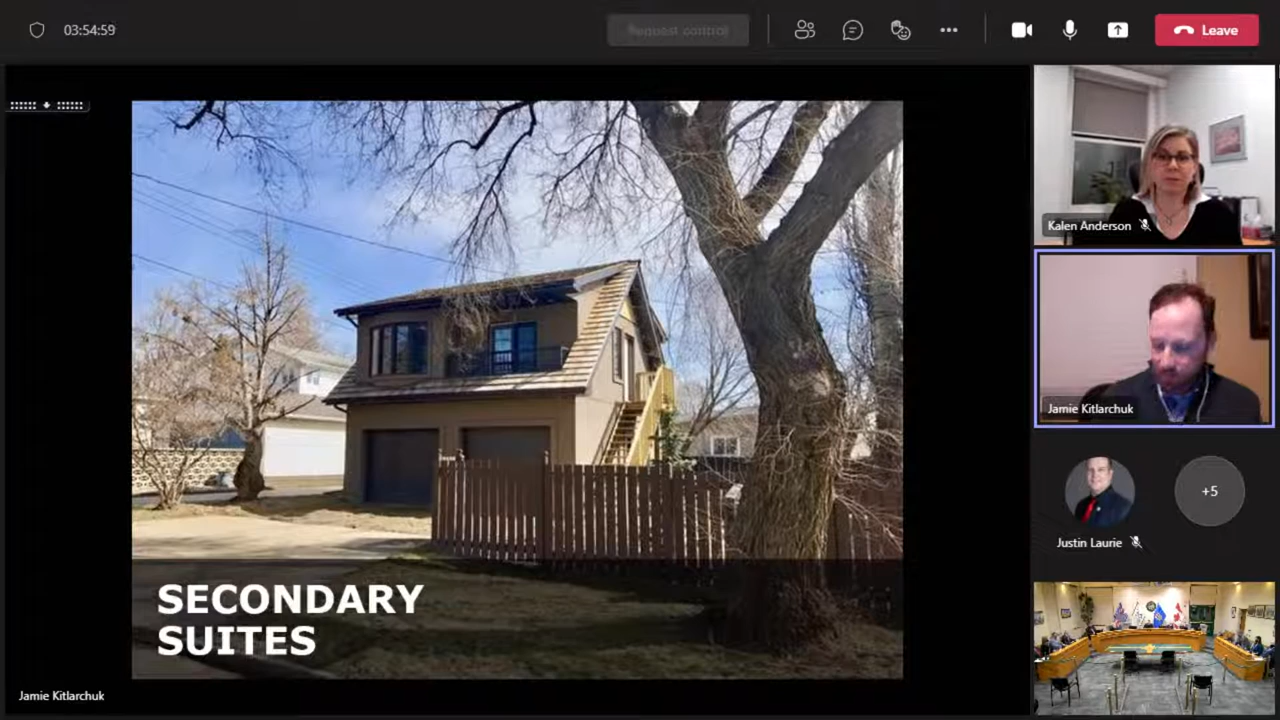 03:54:59
Request control
Leave
Kalen Anderson
Jamie Kitlarchuk
+5
Justin Laurie
SECONDARY
SUITES
Jamie Kitlarchuk